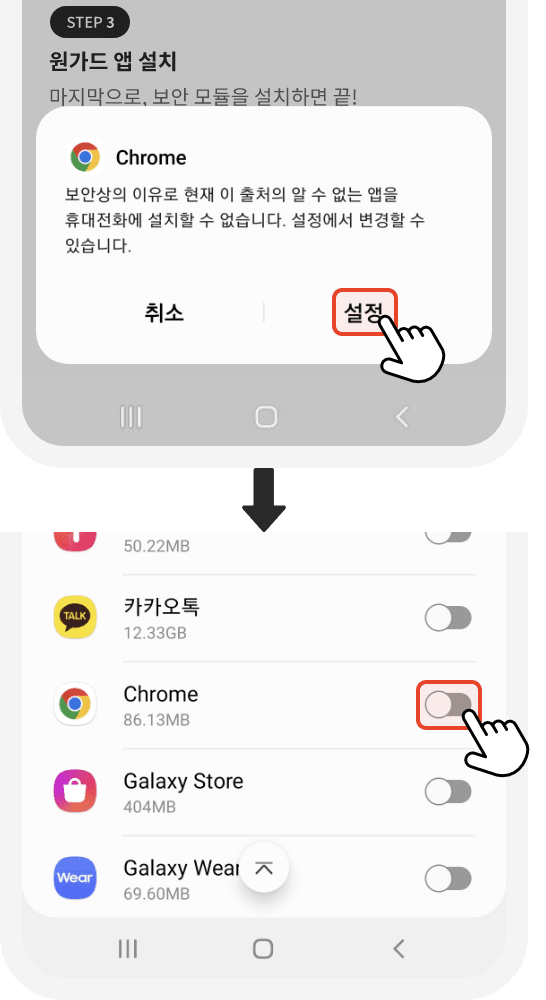 STEP 3
원가드 앱 설치
마지막으로, 보안 모듈을 설치하면 끝!
Chrome
보안상의 이유로 현재 이 출처의 알 수 없는 앱을
휴대전화에 설치할 수 없습니다. 설정에서 변경할 수
있습니다.
취소 설정
50.22MB
TALK
카카오톡
12.33GB
Chrome
86.13MB
Galaxy Store
404MB
Wear
Galaxy Wear
69.60MB